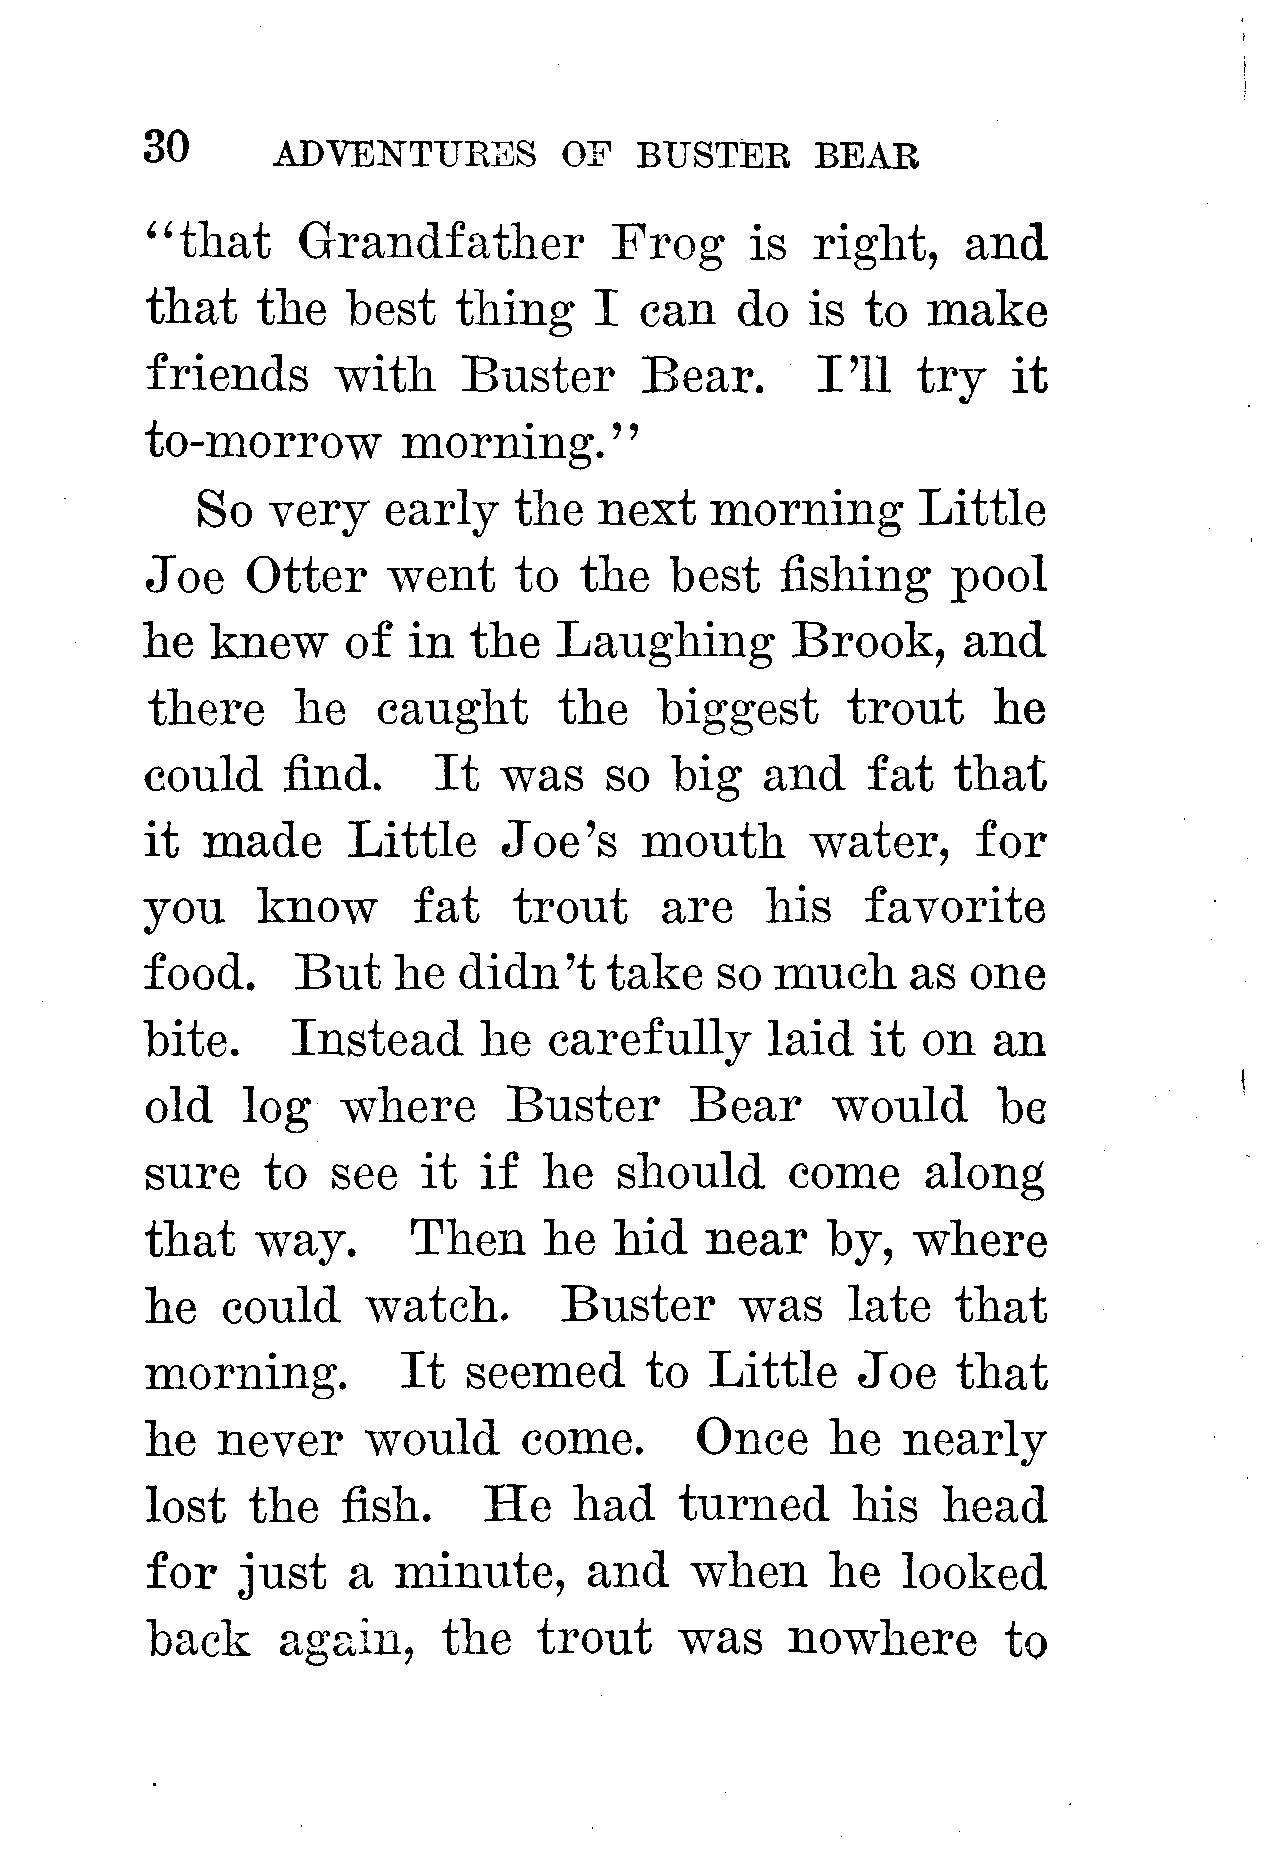 30 ADVENTURES OF BUSTER BEAR
“that Grandfather Frog is right, and
that the best thing I can do is to make
friends with Buster Bear. I’ll try it
to-morrow morning.”
So very early the next morning Little
Joe Otter went to the best fishing pool
he knew of in the Laughing Brook, and
there he caught the biggest trout he
could find. It was so big and fat that
it made Little Joe’s mouth water, for
you know fat trout are his favorite
food. But he didn’t take so much as one
bite. Instead he carefully laid it on an
old log where Buster Bear would be
sure to see it if he should come along
that way. Then he hid near by, where
he could watch. Buster was late that
morning. It seemed to Little Joe that
he never would come. Once he nearly
lost the fish. He had turned his head
for just a minute, and when he looked
back again, the trout was nowhere to